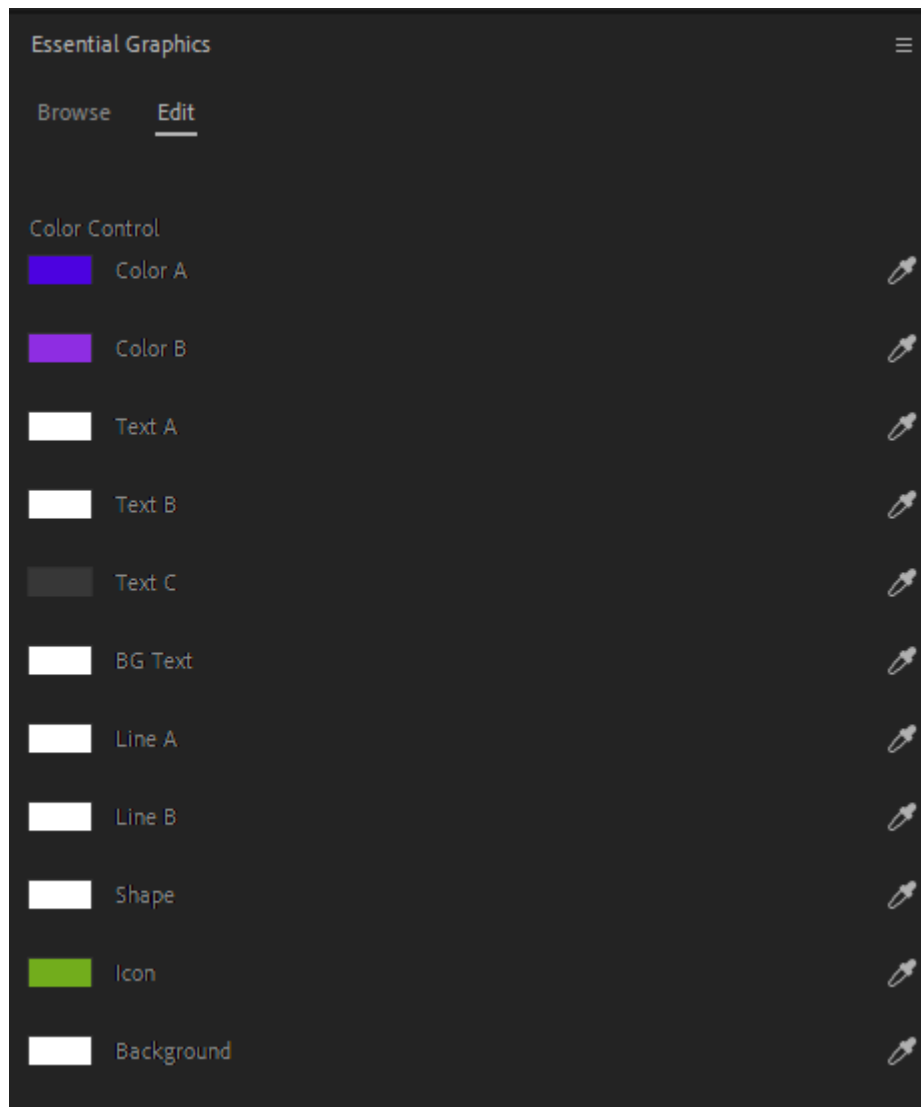 Essential Graphics
Browse Edit
Color Control
Color A
Color B
Text A
Text B
Text C
BG Text
Line A
Line B
Shape
Icon
Background